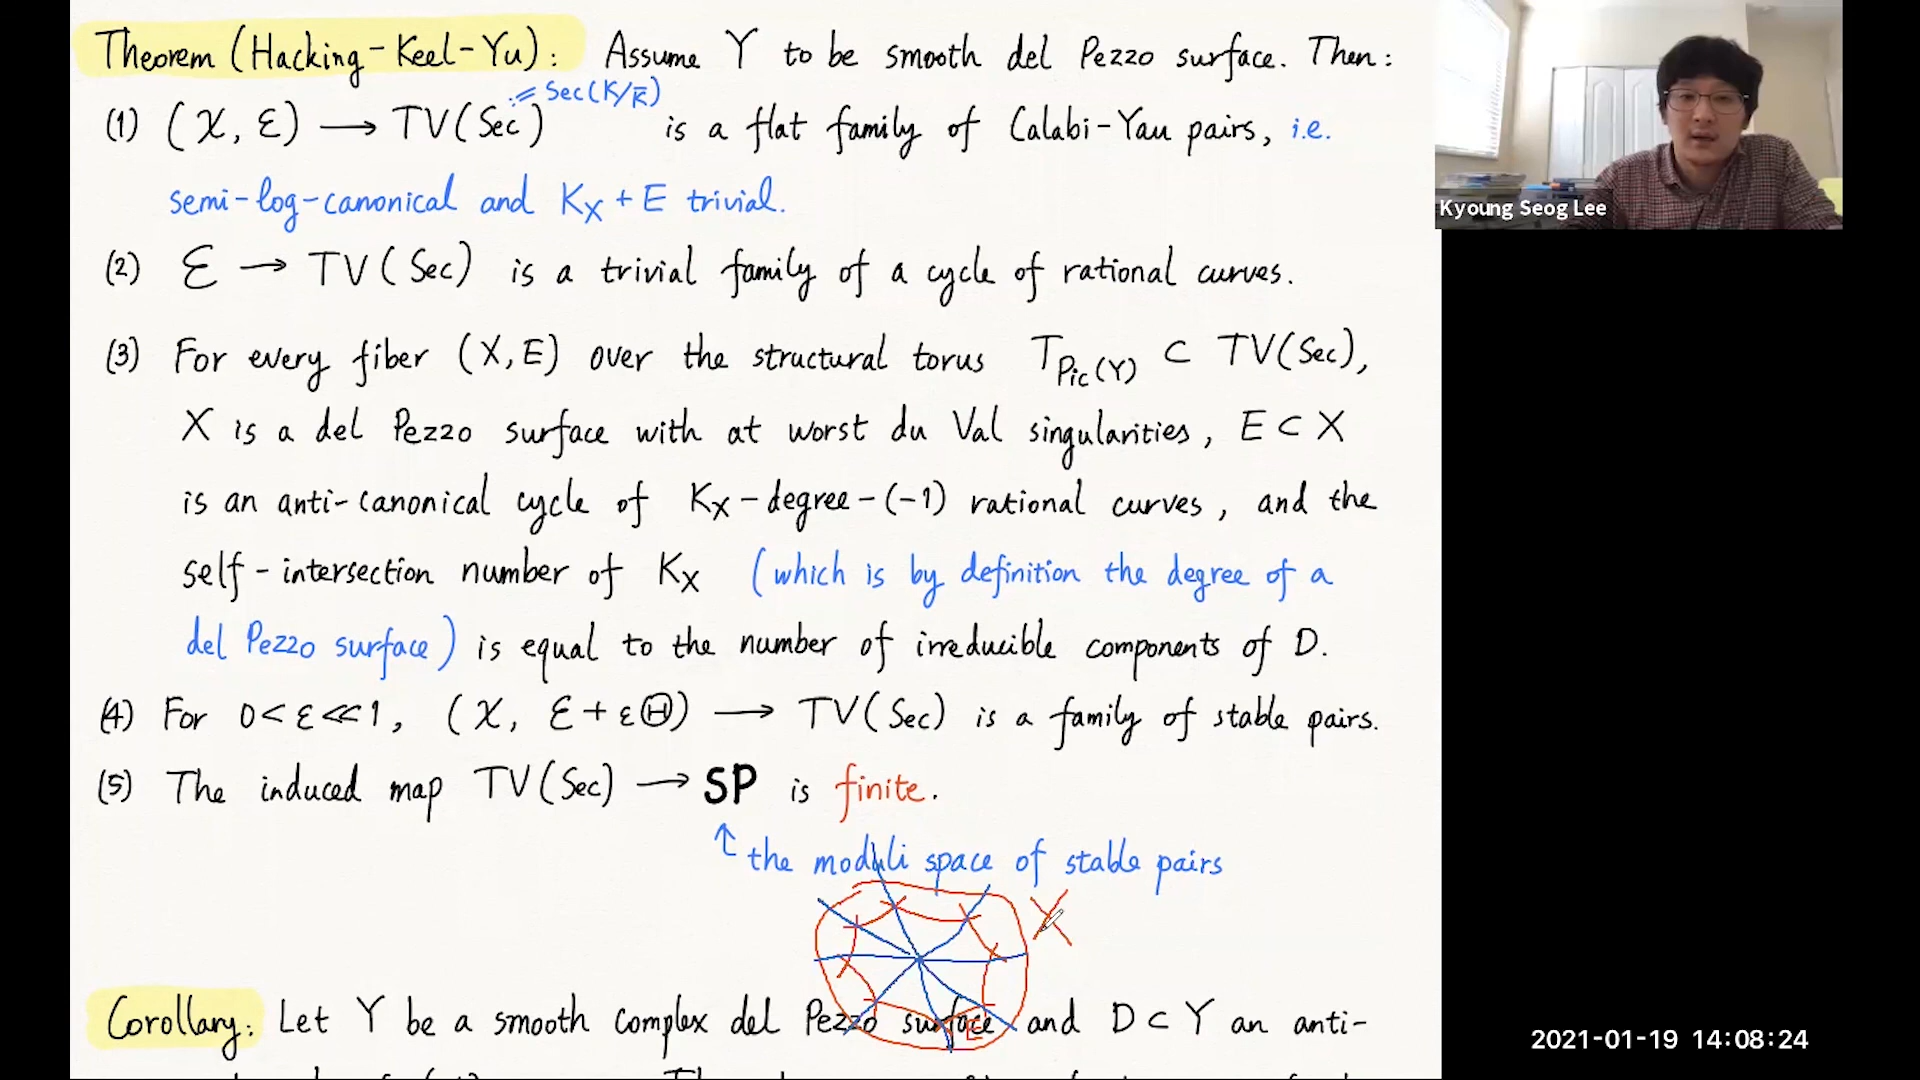 Theorem (Hacking-Keel-Yu): Assume Y to be smooth del Pezzo surface. Then:
:= Sec(K/K̄)
(1) (𝒳, ℰ) → TV(Sec) is a flat family of Calabi-Yau pairs, i.e.
semi-log-canonical and K_X + E trivial.
(2) ℰ → TV(Sec) is a trivial family of a cycle of rational curves.
(3) For every fiber (X, E) over the structural torus T_Pic(Y) ⊂ TV(Sec),
X is a del Pezzo surface with at worst du Val singularities, E ⊂ X
is an anti-canonical cycle of K_X-degree-(-1) rational curves, and the
self-intersection number of K_X (which is by definition the degree of a
del Pezzo surface) is equal to the number of irreducible components of D.
(4) For 0<ε≪1, (𝒳, ℰ+εΘ) → TV(Sec) is a family of stable pairs.
(5) The induced map TV(Sec) → SP is finite.
↑ the moduli space of stable pairs
X
E
Corollary: Let Y be a smooth complex del Pezzo surface and D ⊂ Y an anti-
Kyoung Seog Lee
2021-01-19 14:08:24